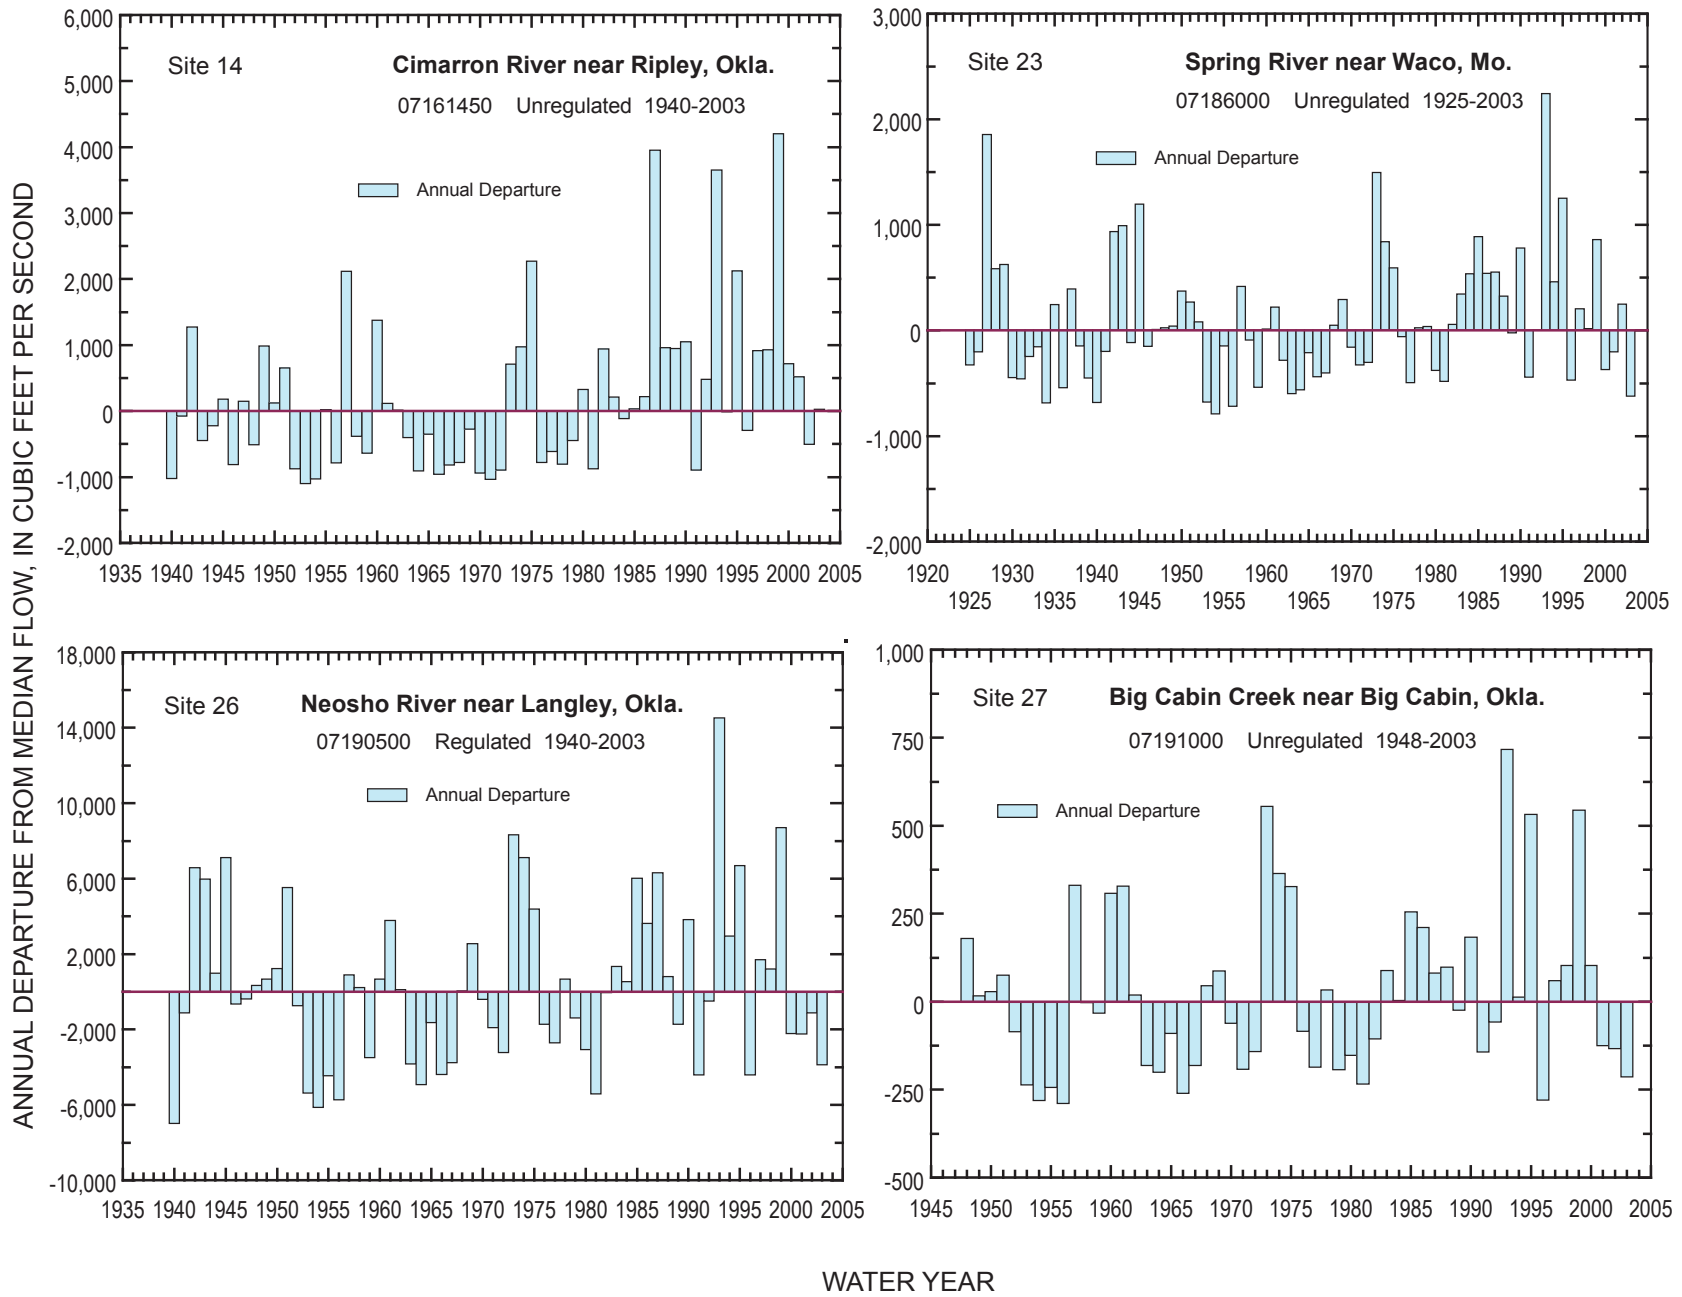 ANNUAL DEPARTURE FROM MEDIAN FLOW, IN CUBIC FEET PER SECOND
Site 14 Cimarron River near Ripley, Okla.
07161450 Unregulated 1940-2003
Annual Departure
6,000
5,000
4,000
3,000
2,000
1,000
0
-1,000
-2,000
1935 1940 1945 1950 1955 1960 1965 1970 1975 1980 1985 1990 1995 2000 2005
Site 23 Spring River near Waco, Mo.
07186000 Unregulated 1925-2003
Annual Departure
3,000
2,000
1,000
0
-1,000
-2,000
1920 1930 1940 1950 1960 1970 1980 1990 2000
1925 1935 1945 1955 1965 1975 1985 1995 2005
Site 26 Neosho River near Langley, Okla.
07190500 Regulated 1940-2003
Annual Departure
18,000
14,000
10,000
6,000
2,000
-2,000
-6,000
-10,000
1935 1940 1945 1950 1955 1960 1965 1970 1975 1980 1985 1990 1995 2000 2005
Site 27 Big Cabin Creek near Big Cabin, Okla.
07191000 Unregulated 1948-2003
Annual Departure
1,000
750
500
250
0
-250
-500
1945 1950 1955 1960 1965 1970 1975 1980 1985 1990 1995 2000 2005
WATER YEAR